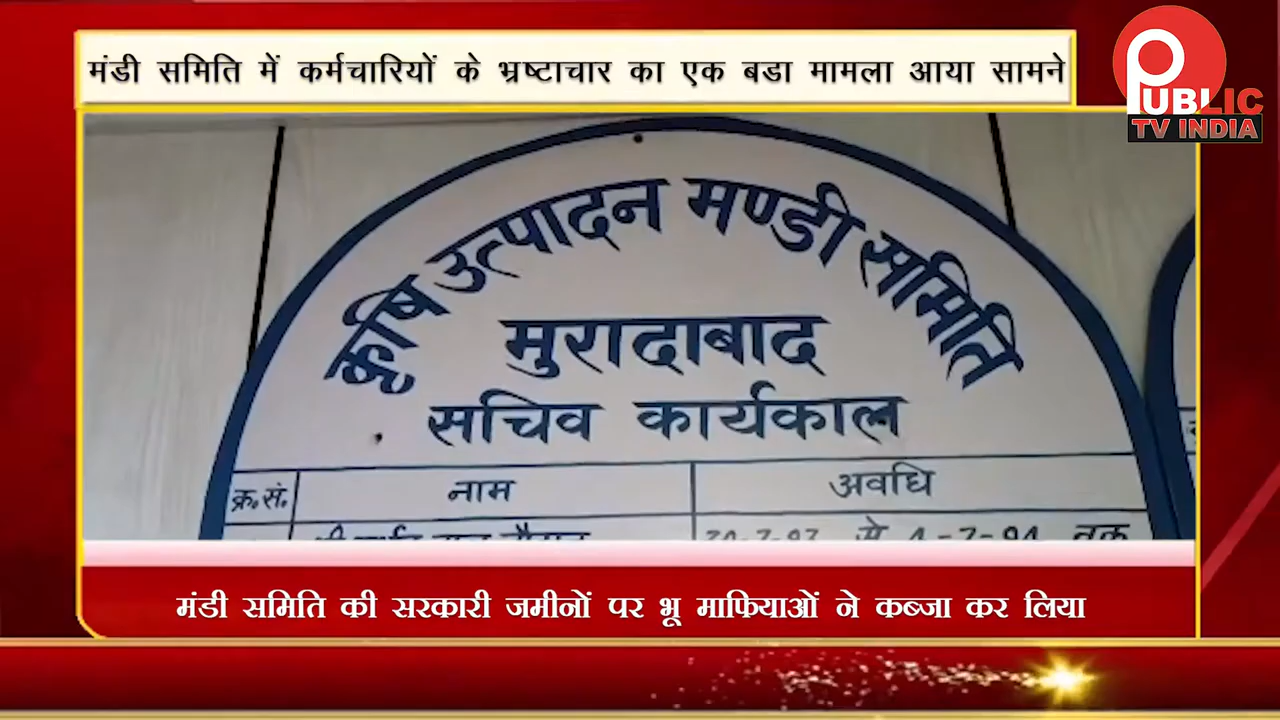 मंडी समिति में कर्मचारियों के भ्रष्टाचार का एक बडा मामला आया सामने
PUBLIC
TV INDIA
कृषि उत्पादन मण्डी समिति
मुरादाबाद
सचिव कार्यकाल
क्र.सं. नाम अवधि
से तक
मंडी समिति की सरकारी जमीनों पर भू माफियाओं ने कब्जा कर लिया